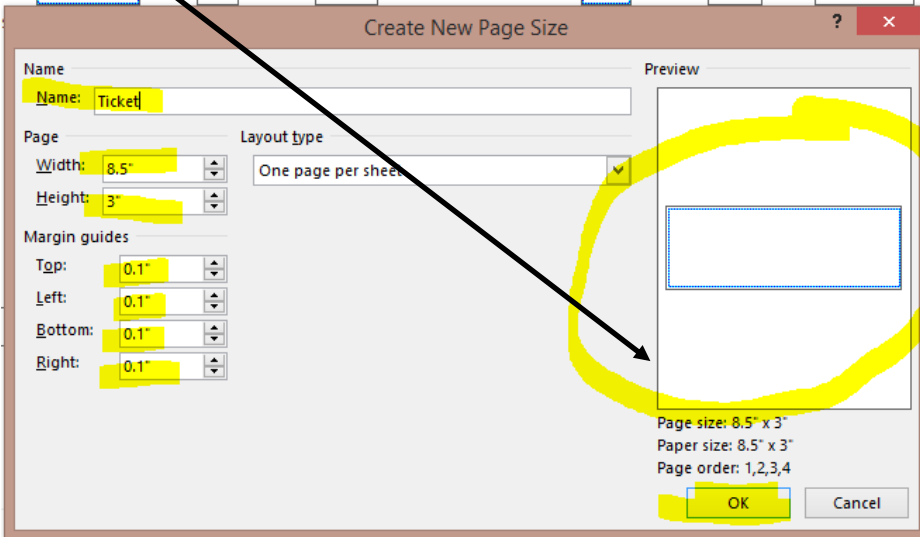 Create New Page Size
? ×
Name
Name: Ticket
Page
Width: 8.5"
Height: 3"
Margin guides
Top: 0.1"
Left: 0.1"
Bottom: 0.1"
Right: 0.1"
Layout type
One page per sheet
Preview
Page size: 8.5" x 3"
Paper size: 8.5" x 3"
Page order: 1,2,3,4
OK Cancel